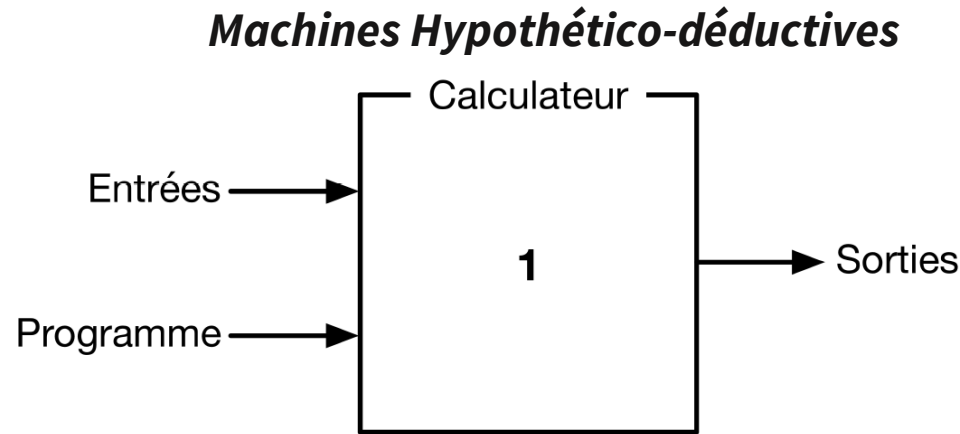 Machines Hypothético-déductives
Calculateur
Entrées
1
Sorties
Programme